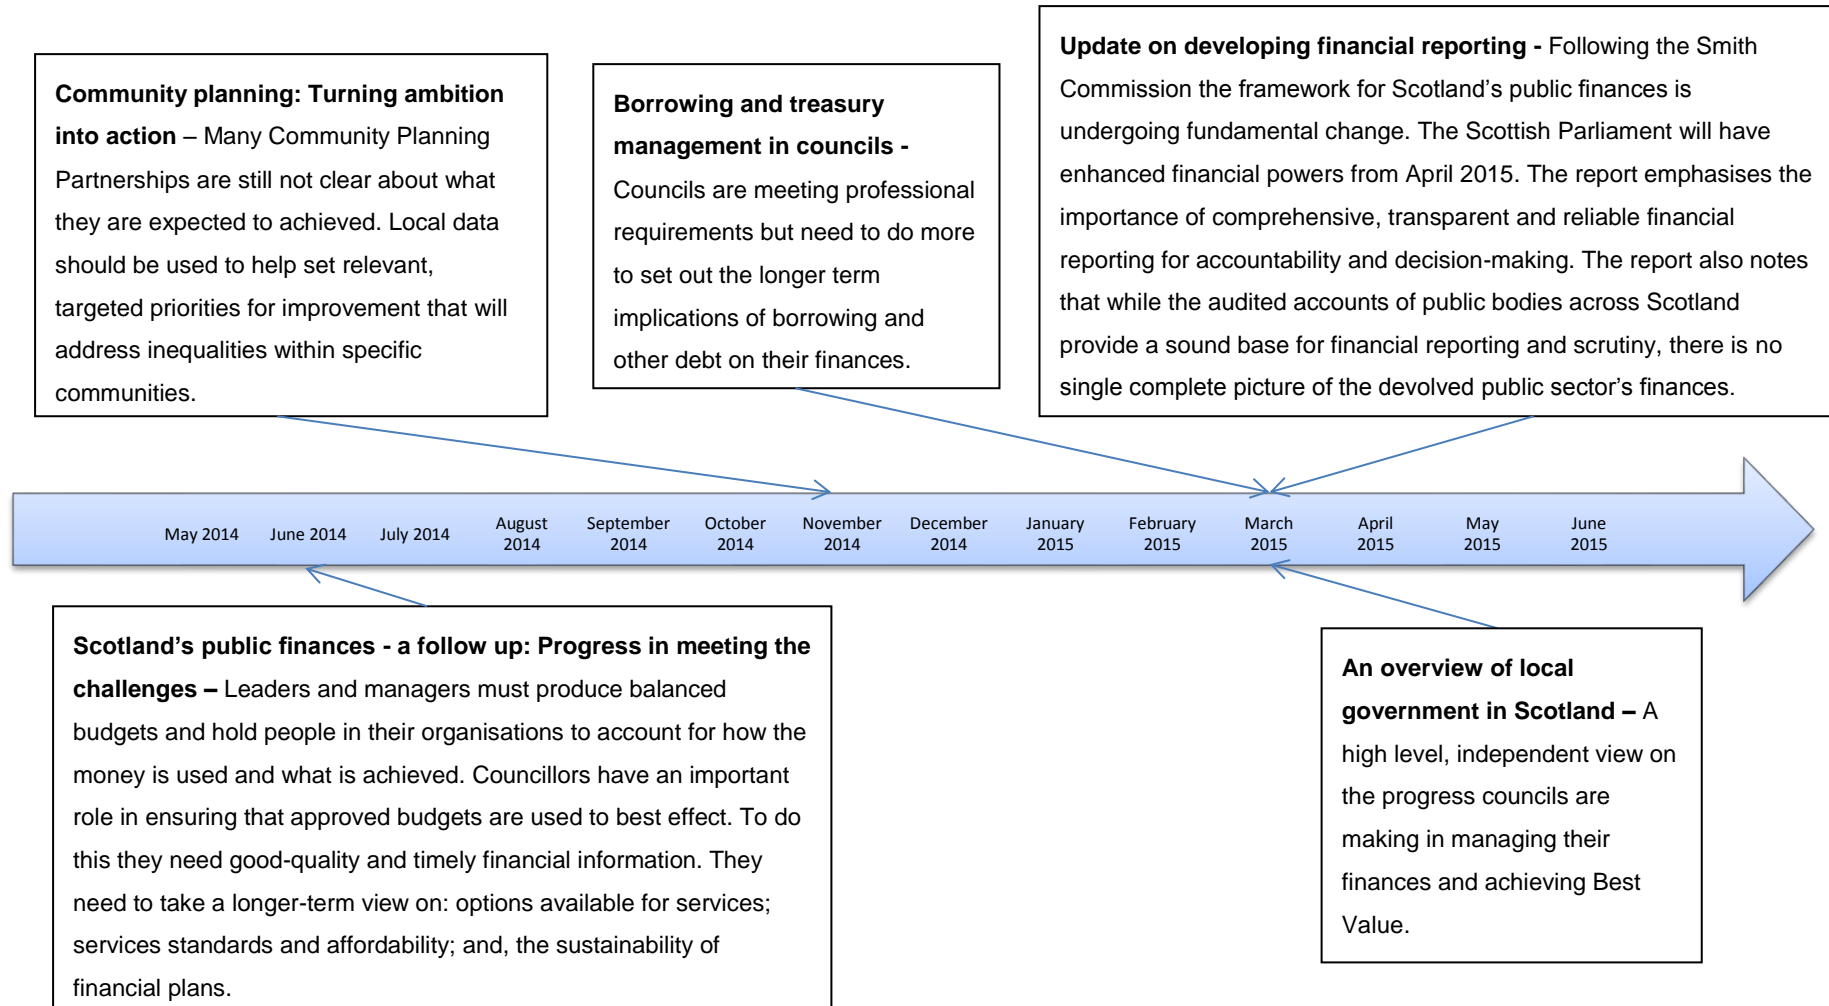 Community planning: Turning ambition
into action – Many Community Planning
Partnerships are still not clear about what
they are expected to achieved. Local data
should be used to help set relevant,
targeted priorities for improvement that will
address inequalities within specific
communities.
Borrowing and treasury
management in councils -
Councils are meeting professional
requirements but need to do more
to set out the longer term
implications of borrowing and
other debt on their finances.
Update on developing financial reporting - Following the Smith
Commission the framework for Scotland’s public finances is
undergoing fundamental change. The Scottish Parliament will have
enhanced financial powers from April 2015. The report emphasises the
importance of comprehensive, transparent and reliable financial
reporting for accountability and decision-making. The report also notes
that while the audited accounts of public bodies across Scotland
provide a sound base for financial reporting and scrutiny, there is no
single complete picture of the devolved public sector’s finances.
May 2014
June 2014
July 2014
August
2014
September
2014
October
2014
November
2014
December
2014
January
2015
February
2015
March
2015
April
2015
May
2015
June
2015
Scotland’s public finances - a follow up: Progress in meeting the
challenges – Leaders and managers must produce balanced
budgets and hold people in their organisations to account for how the
money is used and what is achieved. Councillors have an important
role in ensuring that approved budgets are used to best effect. To do
this they need good-quality and timely financial information. They
need to take a longer-term view on: options available for services;
services standards and affordability; and, the sustainability of
financial plans.
An overview of local
government in Scotland – A
high level, independent view on
the progress councils are
making in managing their
finances and achieving Best
Value.